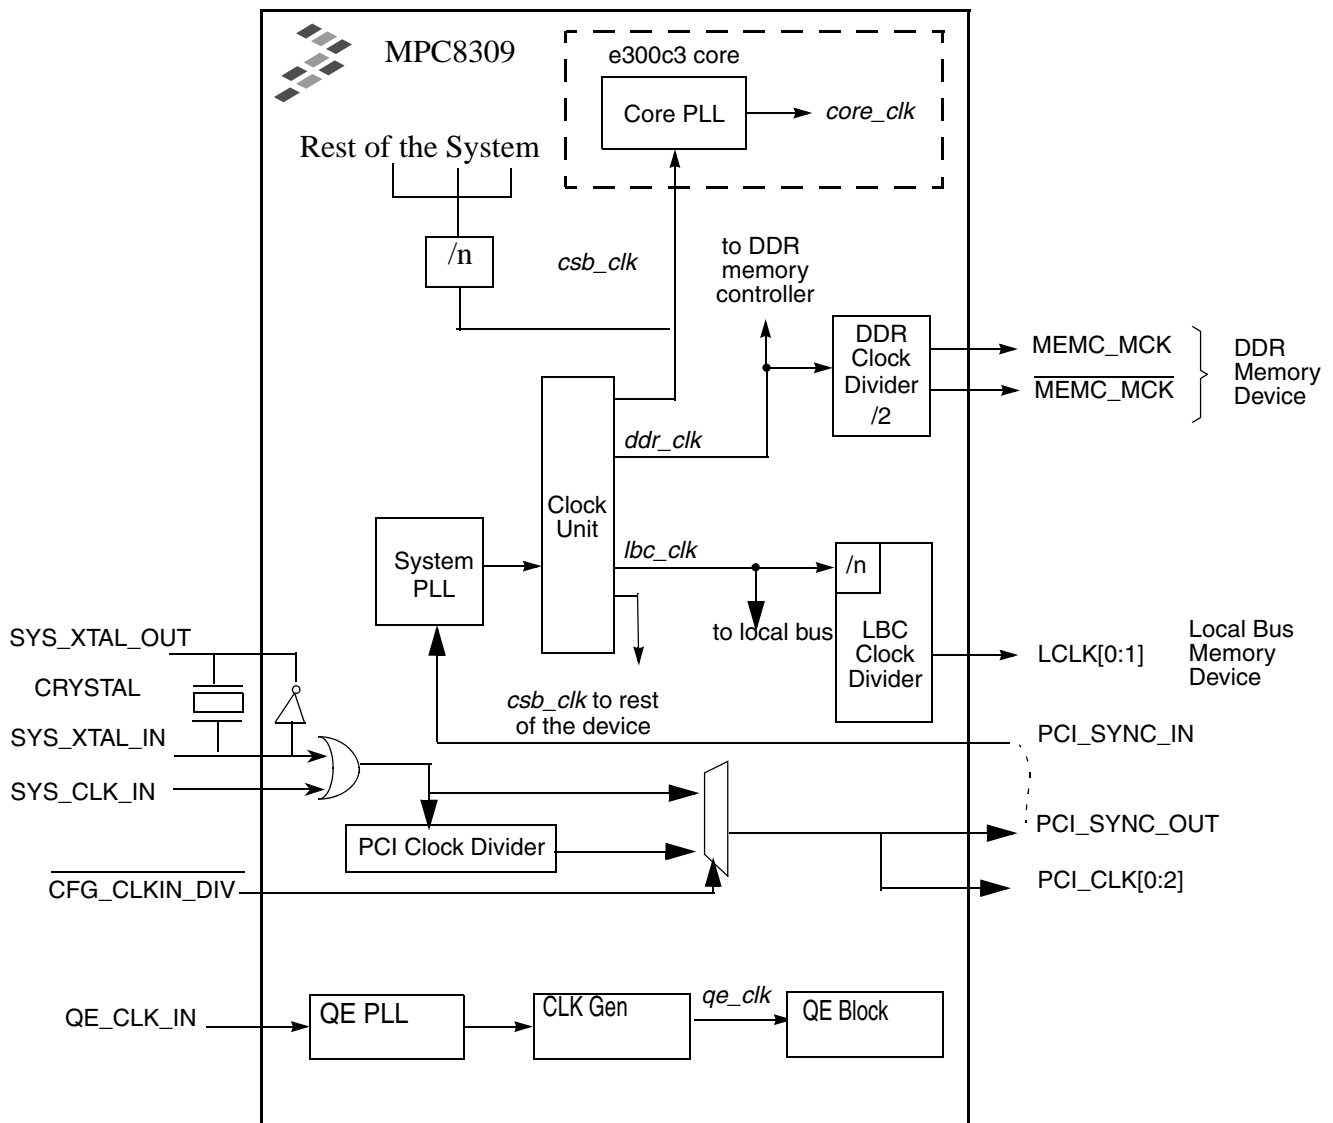 MPC8309
e300c3 core
Core PLL
core_clk
Rest of the System
/n
csb_clk
to DDR
memory
controller
DDR
Clock
Divider
/2
MEMC_MCK
MEMC_MCK
DDR
Memory
Device
ddr_clk
Clock
Unit
System
PLL
lbc_clk
/n
to local bus
LBC
Clock
Divider
LCLK[0:1]
Local Bus
Memory
Device
SYS_XTAL_OUT
CRYSTAL
SYS_XTAL_IN
SYS_CLK_IN
csb_clk to rest
of the device
PCI_SYNC_IN
PCI_SYNC_OUT
PCI Clock Divider
CFG_CLKIN_DIV
PCI_CLK[0:2]
QE_CLK_IN
QE PLL
CLK Gen
qe_clk
QE Block